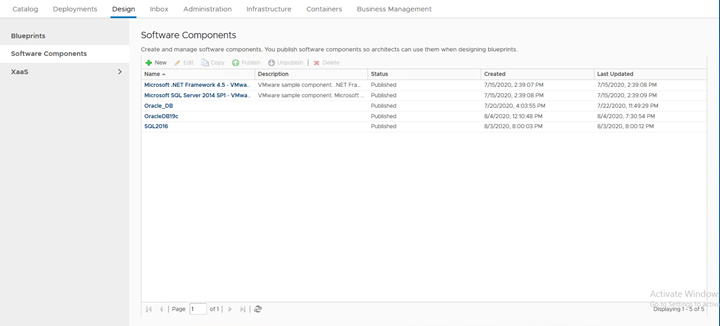 Catalog Deployments Design Inbox Administration Infrastructure Containers Business Management
Blueprints
Software Components
XaaS
Software Components
Create and manage software components. You publish software components so architects can use them when designing blueprints.
New Edit Copy Publish Unpublish Delete
Name Description Status Created Last Updated
Microsoft .NET Framework 4.5 - VMwa... VMware sample component. .NET Fra... Published 7/15/2020, 2:39:07 PM 7/15/2020, 2:39:08 PM
Microsoft SQL Server 2014 SP1 - VMwa... VMware sample component. Microsoft ... Published 7/15/2020, 2:39:08 PM 7/15/2020, 2:39:09 PM
Oracle_DB Published 7/20/2020, 4:03:55 PM 7/22/2020, 11:49:29 PM
OracleDB19c Published 8/4/2020, 12:10:48 PM 8/4/2020, 7:30:54 PM
SQL2016 Published 8/3/2020, 8:00:03 PM 8/3/2020, 8:00:12 PM
Activate Window
Go to Settings to activ
Page 1 of 1 Displaying 1 - 5 of 5